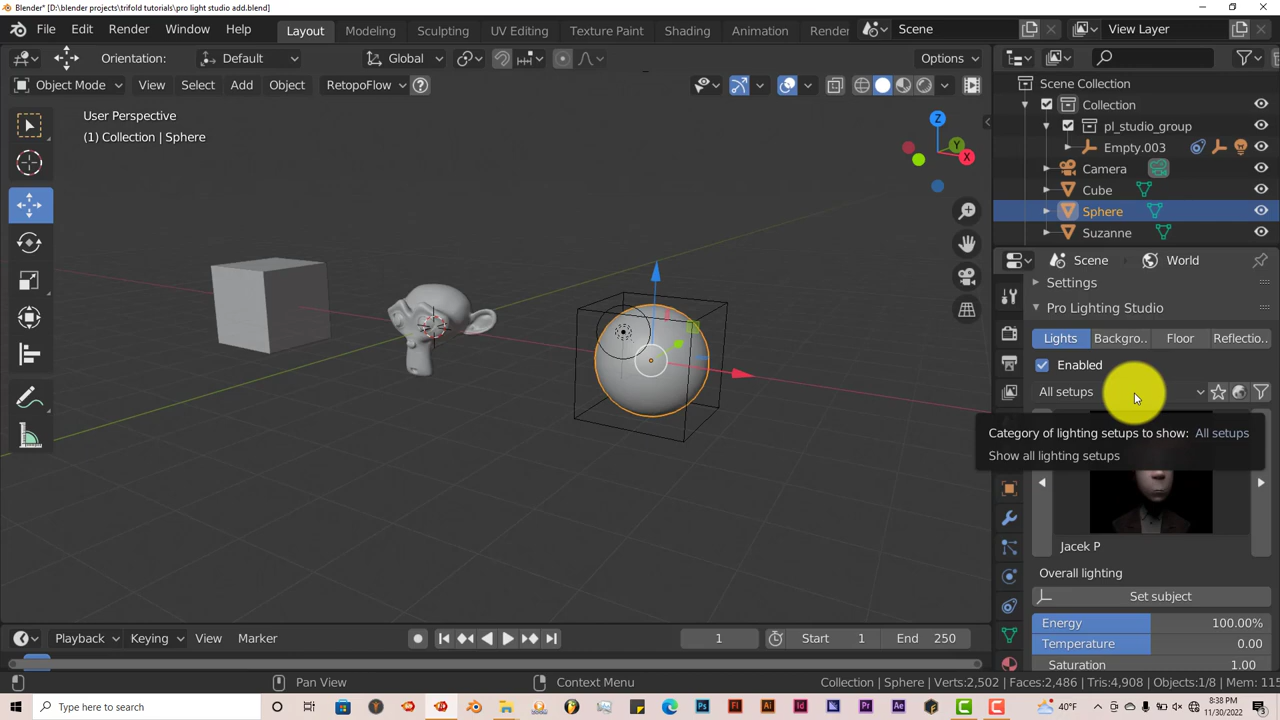 Blender* [D:\blender projects\trifold tutorials\pro light studio add.blend]
File Edit Render Window Help Layout Modeling Sculpting UV Editing Texture Paint Shading Animation Render Scene View Layer
Orientation: Default Global Options
Object Mode View Select Add Object RetopoFlow
User Perspective
(1) Collection | Sphere
Z
Y
X
Scene Collection
Collection
pl_studio_group
Empty.003
Camera
Cube
Sphere
Suzanne
Scene World
Settings
Pro Lighting Studio
Lights Backgro.. Floor Reflectio..
Enabled
All setups
Category of lighting setups to show: All setups
Show all lighting setups
Jacek P
Overall lighting
Set subject
Energy 100.00%
Temperature 0.00
Saturation 1.00
Playback Keying View Marker 1 Start 1 End 250
Pan View Context Menu Collection | Sphere | Verts:2,502 | Faces:2,486 | Tris:4,908 | Objects:1/8 | Mem: 115
Type here to search 40°F 8:38 PM
11/30/2022